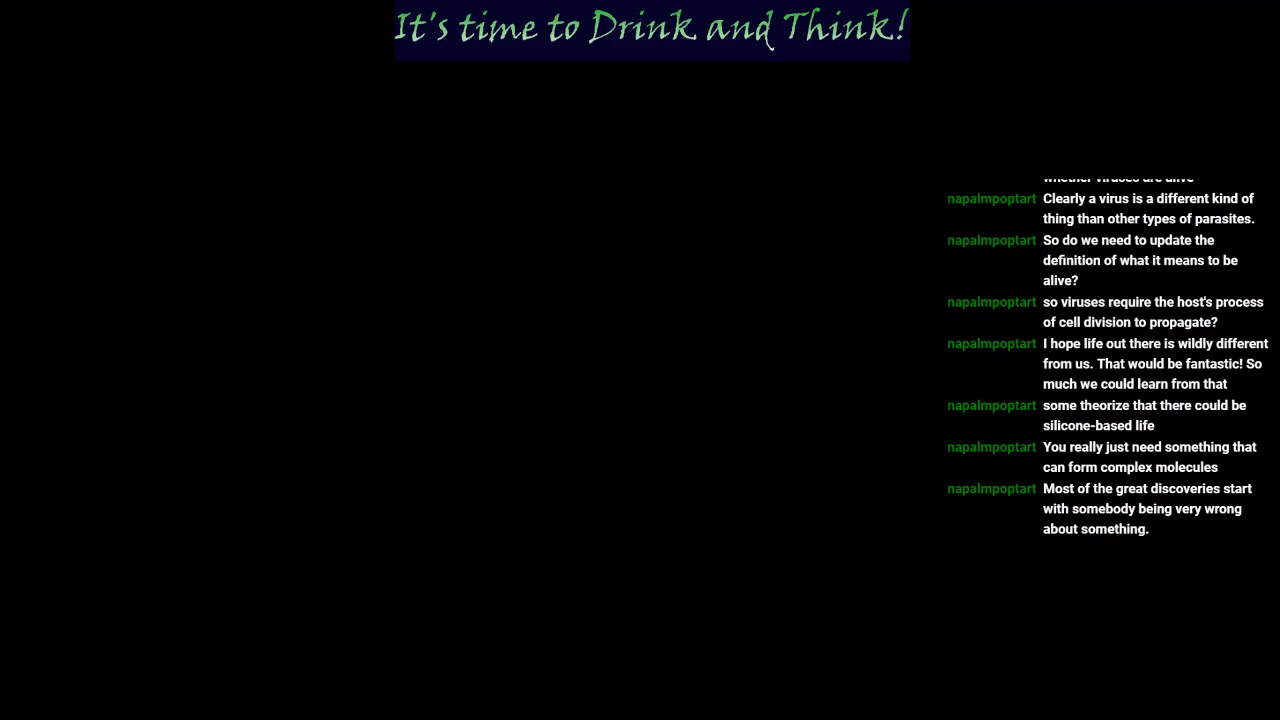 It's time to Drink and Think!
whether viruses are alive
napalmpoptart Clearly a virus is a different kind of
thing than other types of parasites.
napalmpoptart So do we need to update the
definition of what it means to be
alive?
napalmpoptart so viruses require the host's process
of cell division to propagate?
napalmpoptart I hope life out there is wildly different
from us. That would be fantastic! So
much we could learn from that
napalmpoptart some theorize that there could be
silicone-based life
napalmpoptart You really just need something that
can form complex molecules
napalmpoptart Most of the great discoveries start
with somebody being very wrong
about something.